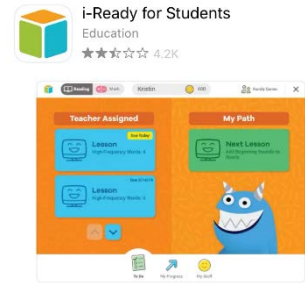 i-Ready for Students
Education
4.2K
Reading
Math
Kristin
Teacher Assigned
My Path
Due Today
Lesson
High-Frequency Words: 4
Next Lesson
Lesson
High-Frequency Words: 3
To Do
My Progress
My Stuff